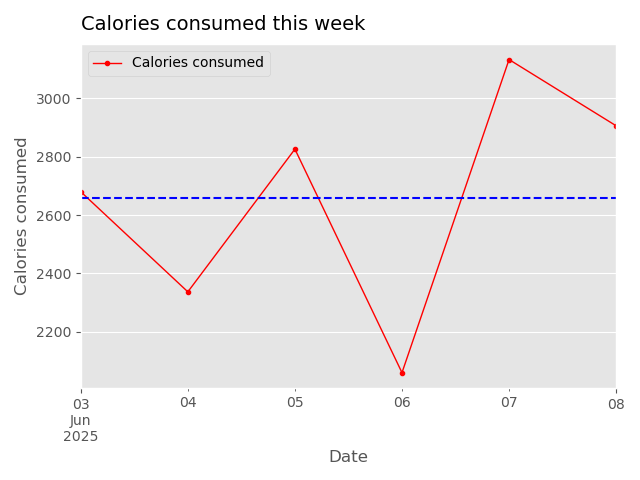 Calories consumed this week
Calories consumed
3000
2800
2600
2400
2200
Calories consumed
03 04 05 06 07 08
Jun
2025
Date